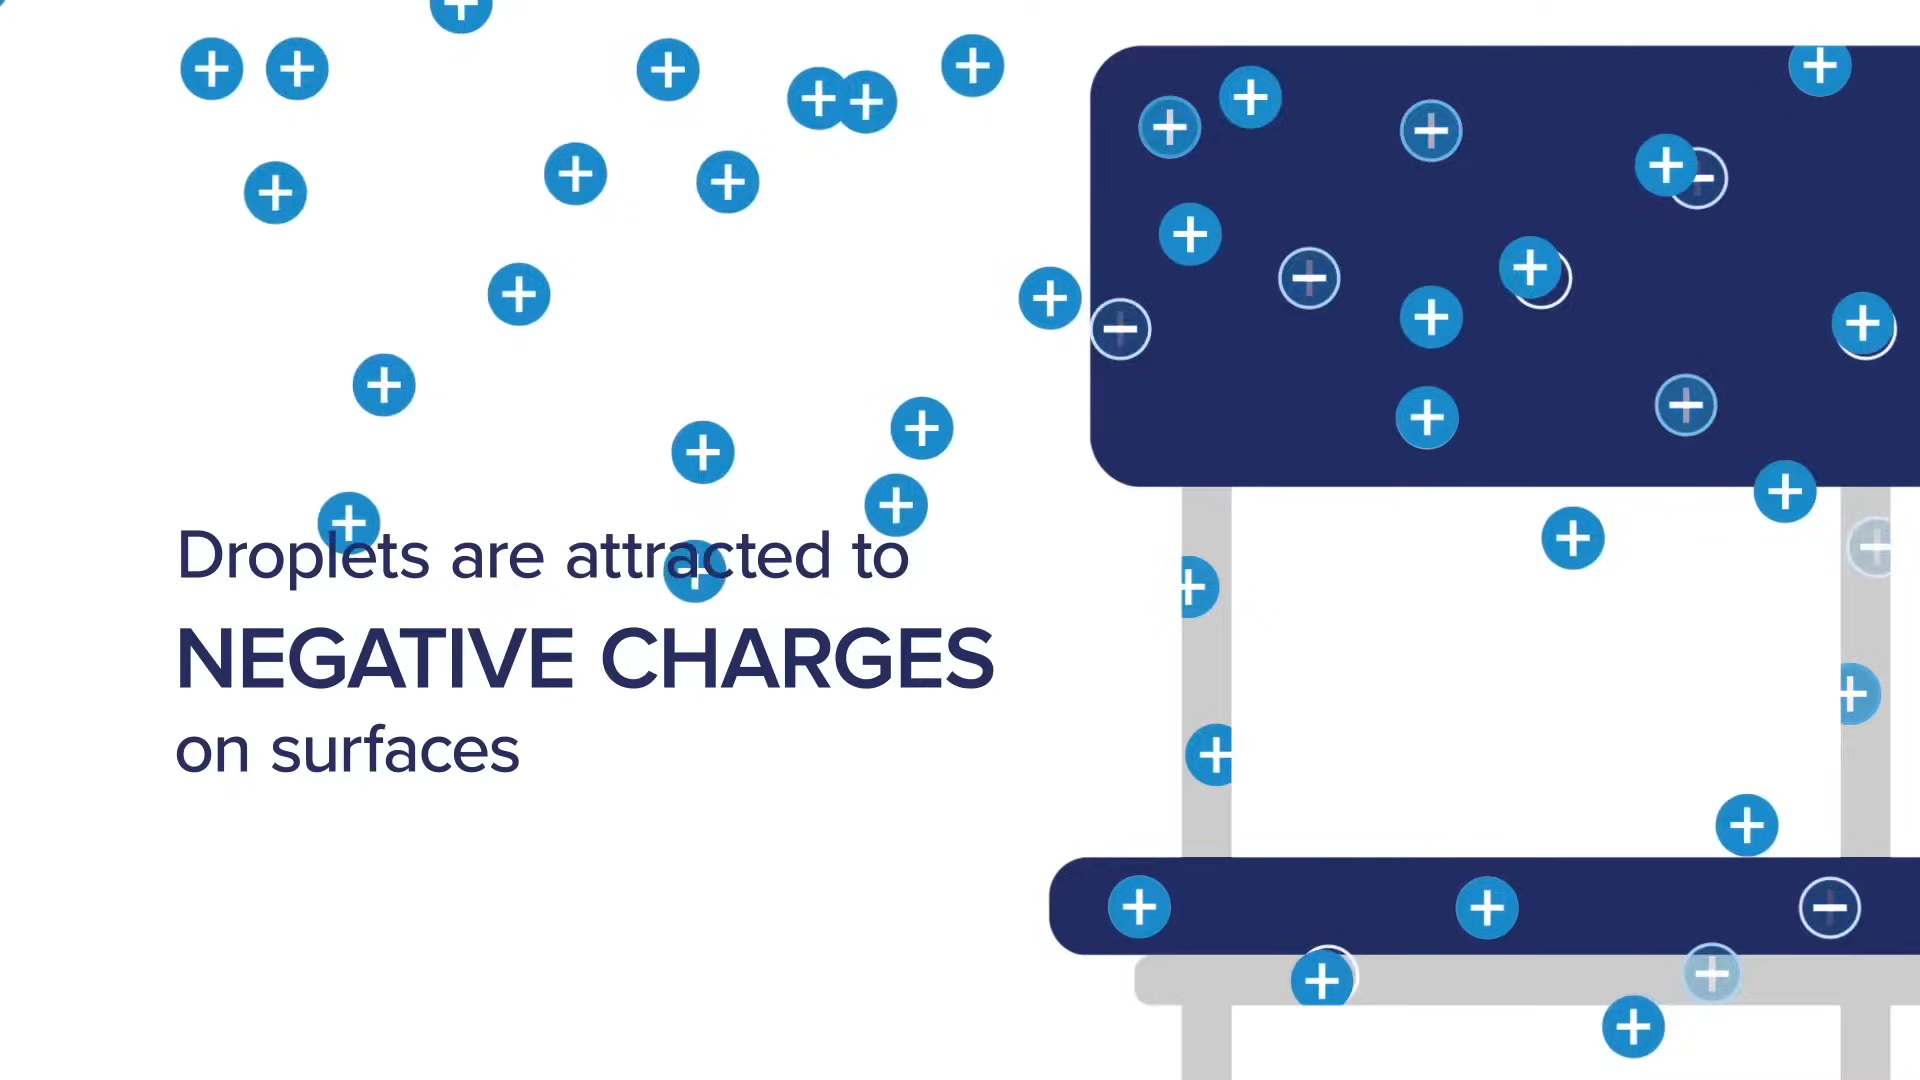 Droplets are attracted to
NEGATIVE CHARGES
on surfaces